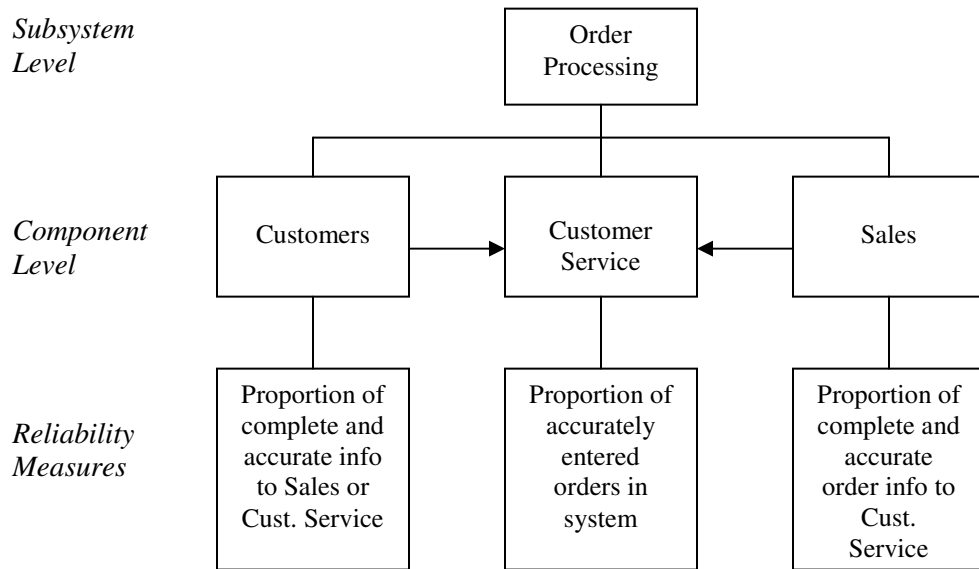 Subsystem
Level
Order
Processing
Component
Level
Customers
Customer
Service
Sales
Reliability
Measures
Proportion of
complete and
accurate info
to Sales or
Cust. Service
Proportion of
accurately
entered
orders in
system
Proportion of
complete and
accurate
order info to
Cust.
Service